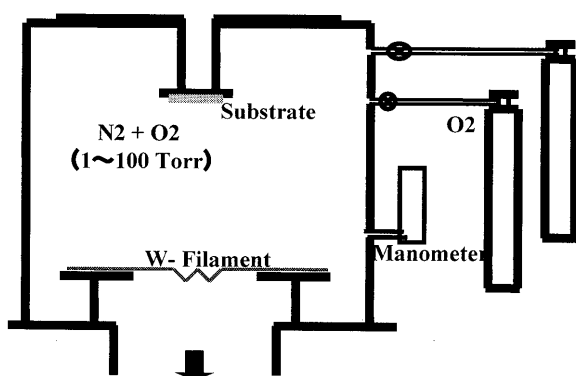 Substrate
N2 + O2
(1～100 Torr)
O2
W- Filament
Manometer